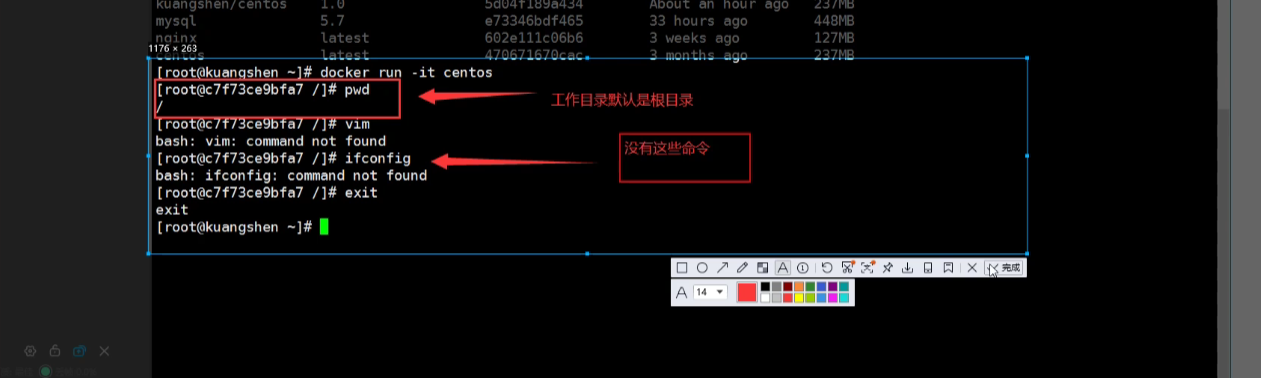 kuangshen/centos 1.0 5d04f189a434 About an hour ago 237MB
mysql 5.7 e73346bdf465 33 hours ago 448MB
nginx latest 602e111c06b6 3 weeks ago 127MB
1176 × 263
centos latest 470671670cac 3 months ago 237MB
[root@kuangshen ~]# docker run -it centos
[root@c7f73ce9bfa7 /]# pwd
/
工作目录默认是根目录
[root@c7f73ce9bfa7 /]# vim
bash: vim: command not found
没有这些命令
[root@c7f73ce9bfa7 /]# ifconfig
bash: ifconfig: command not found
[root@c7f73ce9bfa7 /]# exit
exit
[root@kuangshen ~]#
完成
14